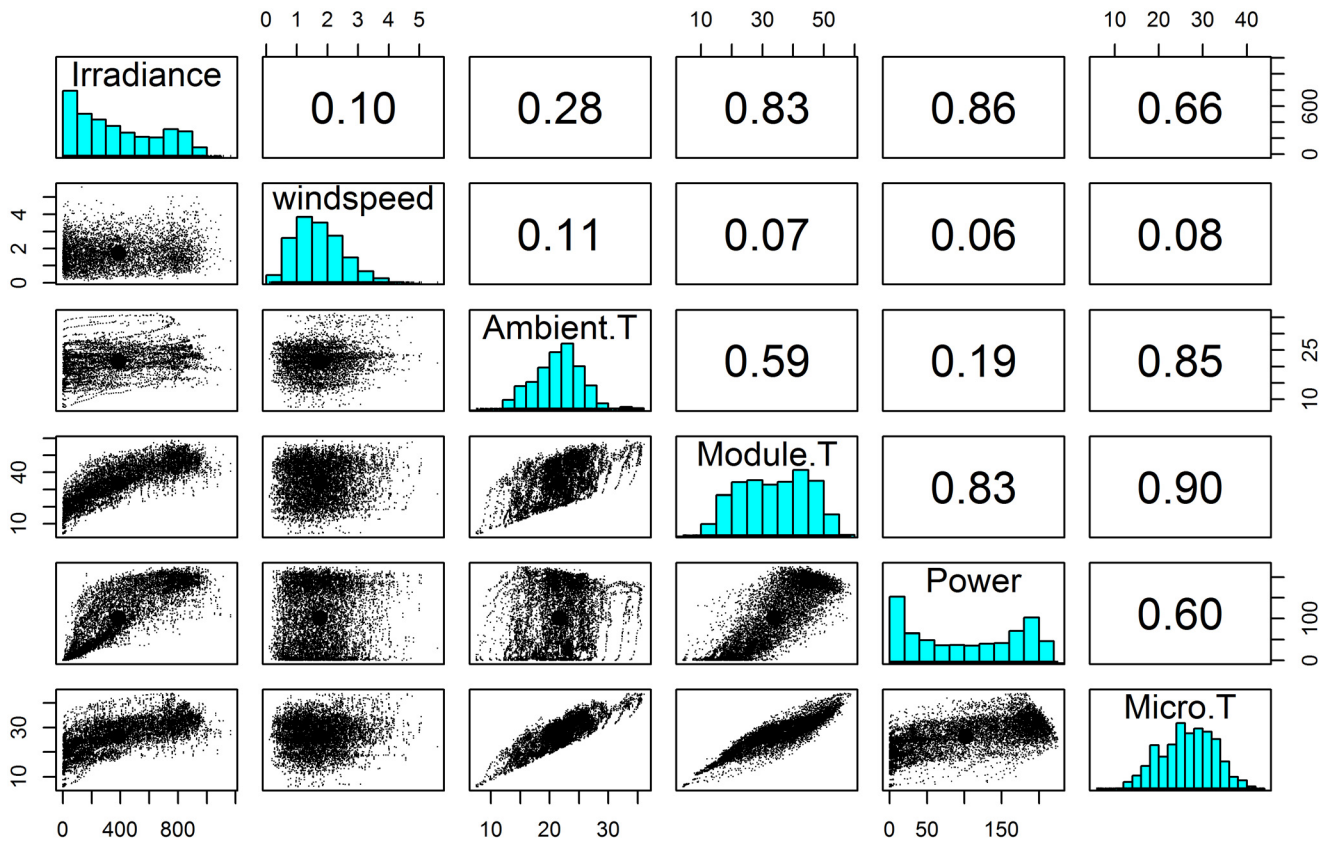 0 1 2 3 4 5 10 30 50 10 20 30 40
Irradiance 0.10 0.28 0.83 0.86 0.66 0 600
0 2 4 windspeed 0.11 0.07 0.06 0.08
Ambient.T 0.59 0.19 0.85 10 25
10 40 Module.T 0.83 0.90
Power 0.60 0 100
10 30 Micro.T
0 400 800 10 20 30 0 50 150